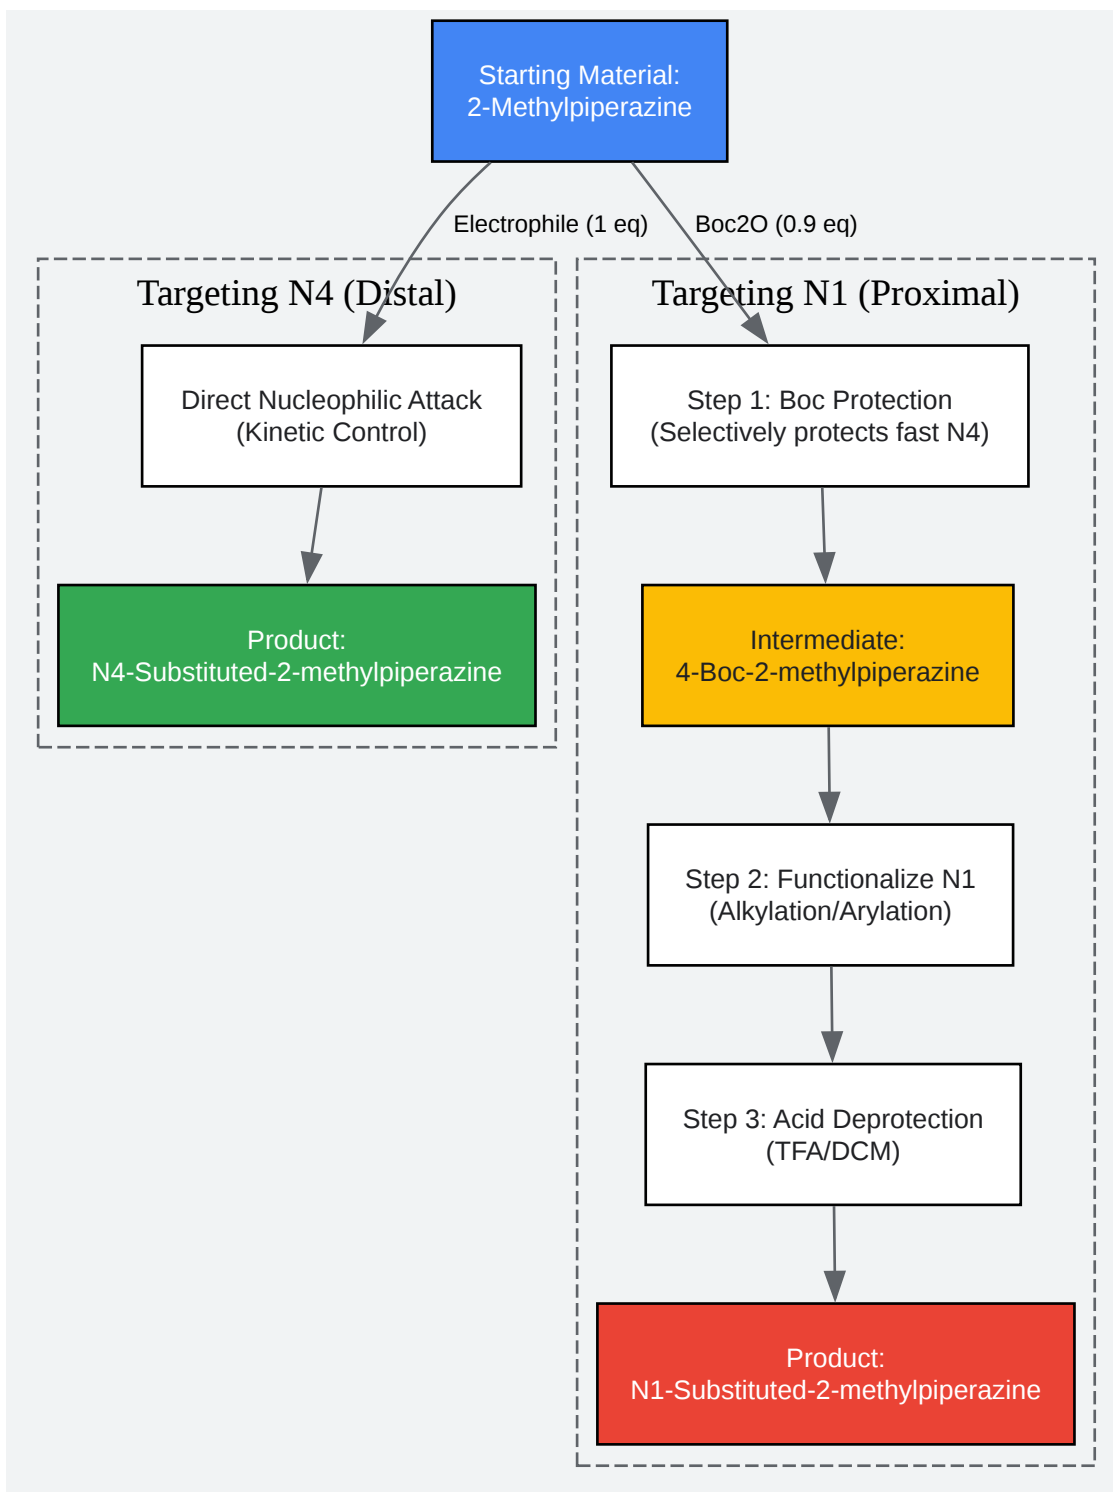 Starting Material:
2-Methylpiperazine
Electrophile (1 eq)
Boc2O (0.9 eq)
Targeting N4 (Distal)
Direct Nucleophilic Attack
(Kinetic Control)
Product:
N4-Substituted-2-methylpiperazine
Targeting N1 (Proximal)
Step 1: Boc Protection
(Selectively protects fast N4)
Intermediate:
4-Boc-2-methylpiperazine
Step 2: Functionalize N1
(Alkylation/Arylation)
Step 3: Acid Deprotection
(TFA/DCM)
Product:
N1-Substituted-2-methylpiperazine